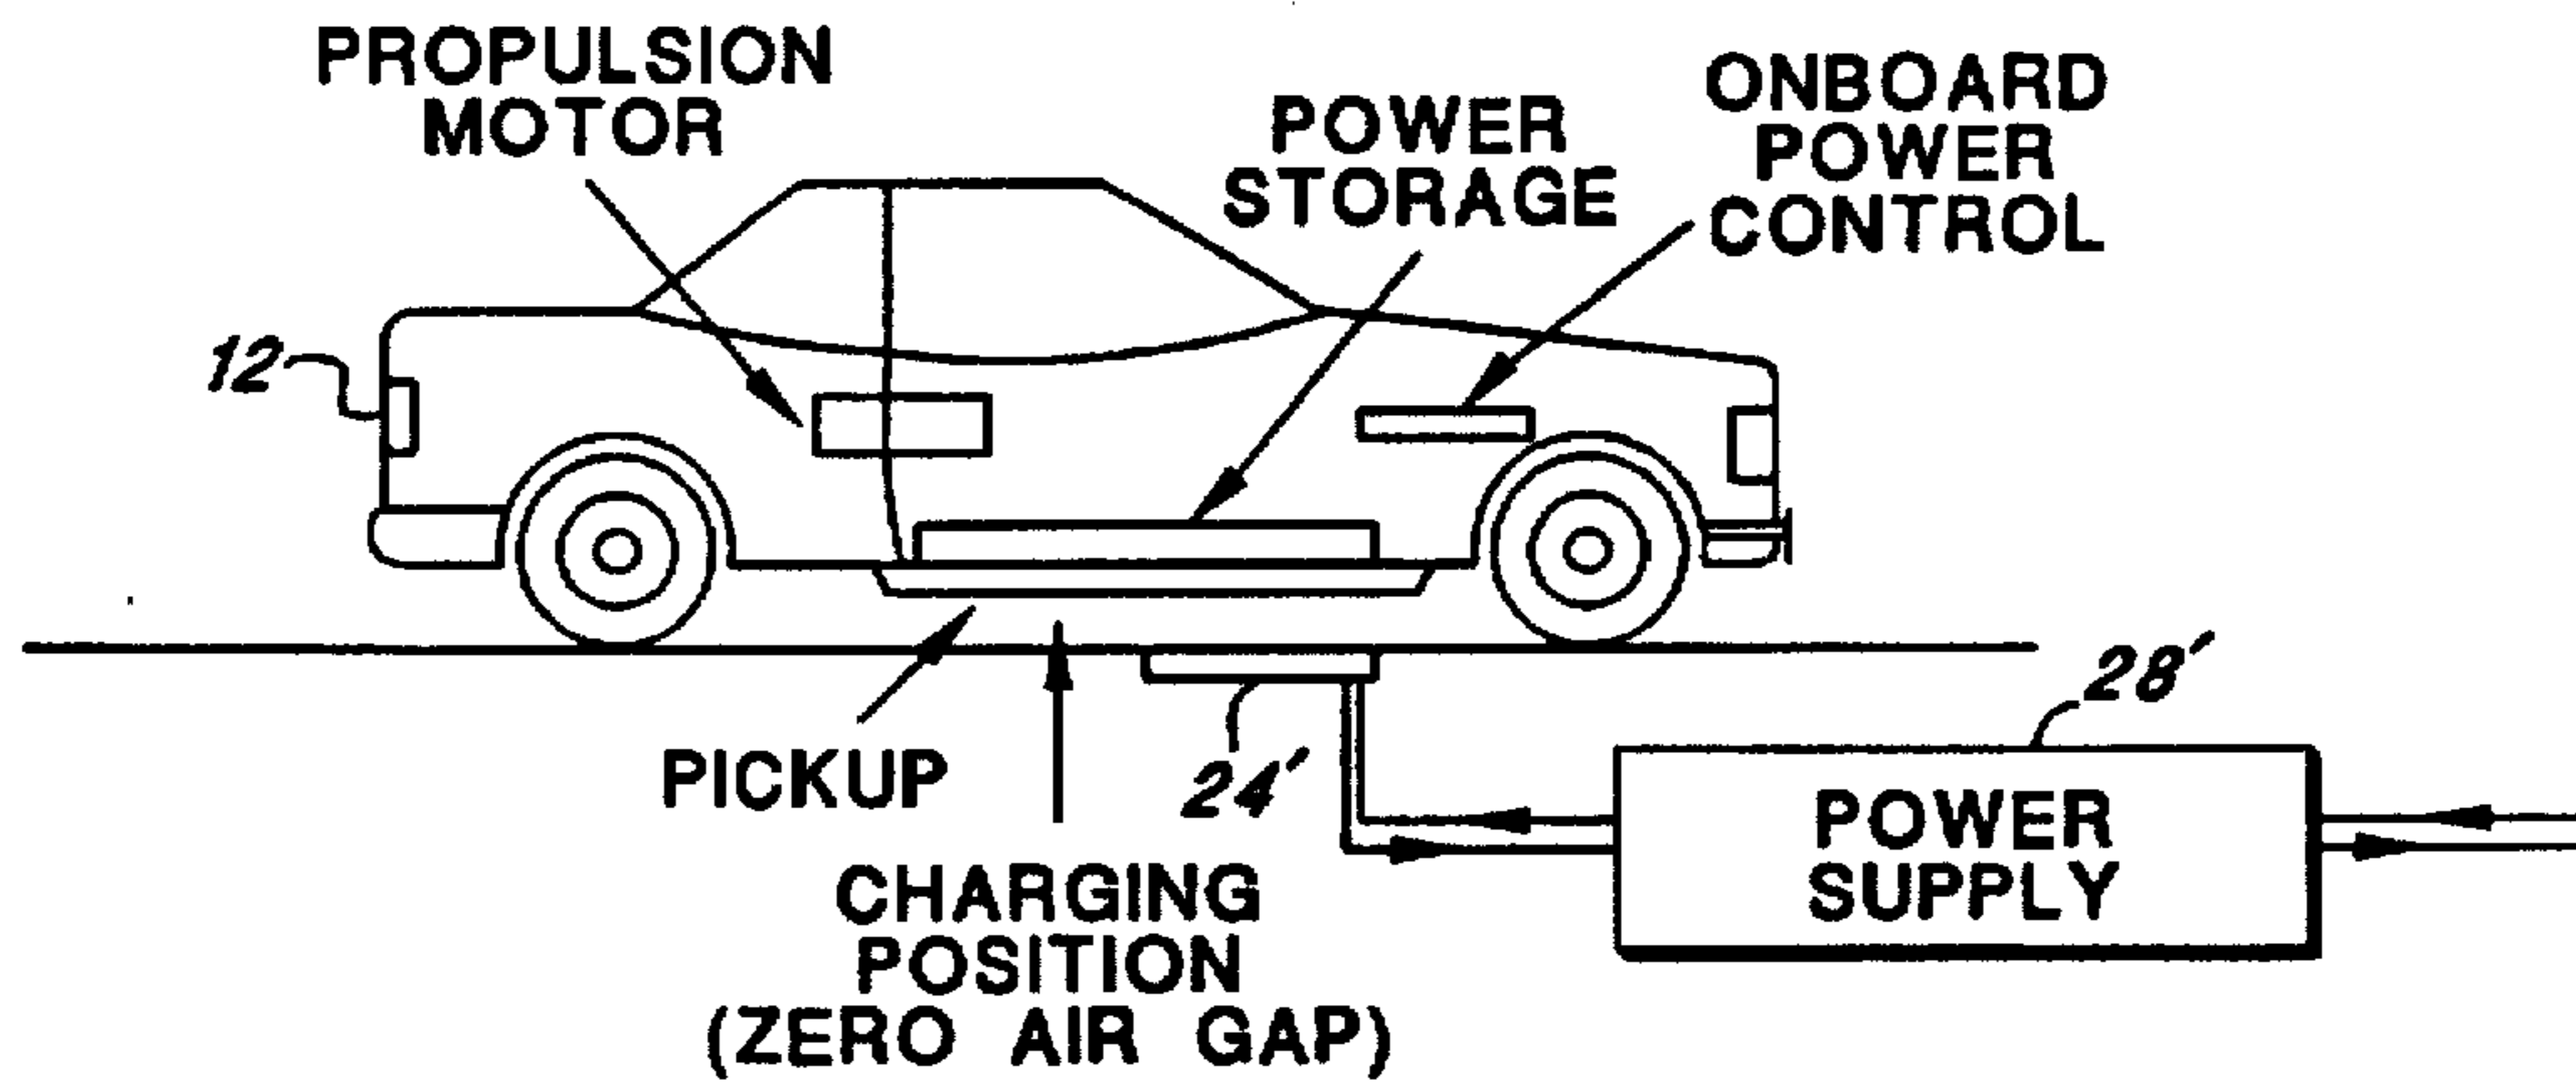 PROPULSION
MOTOR
POWER
STORAGE
ONBOARD
POWER
CONTROL
12
28'
PICKUP
24'
CHARGING
POSITION
(ZERO AIR GAP)
POWER
SUPPLY